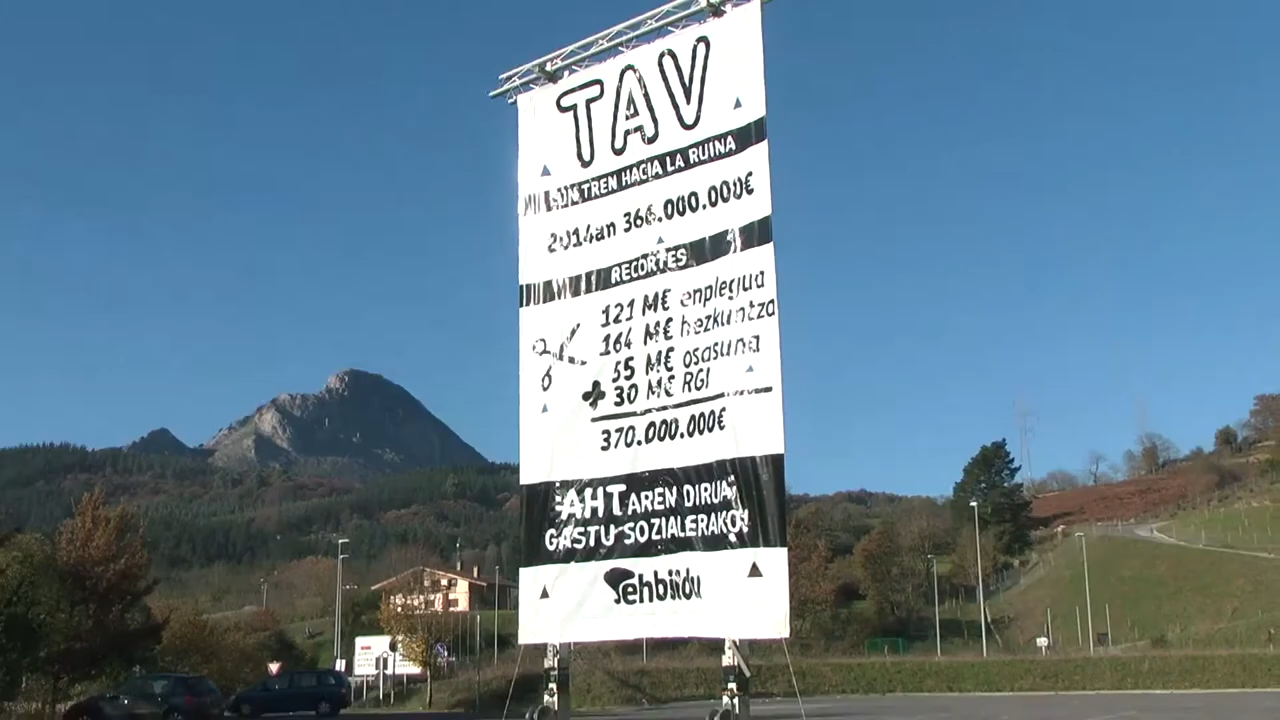 TAV
UN TREN HACIA LA RUINA
2014an 366.000.000€
RECORTES
121 M€ enplegua
164 M€ hezkuntza
55 M€ osasuna
+ 30 M€ RGI
370.000.000€
AHTAREN DIRUA,
GASTU SOZIALERAKO!
ehbildu